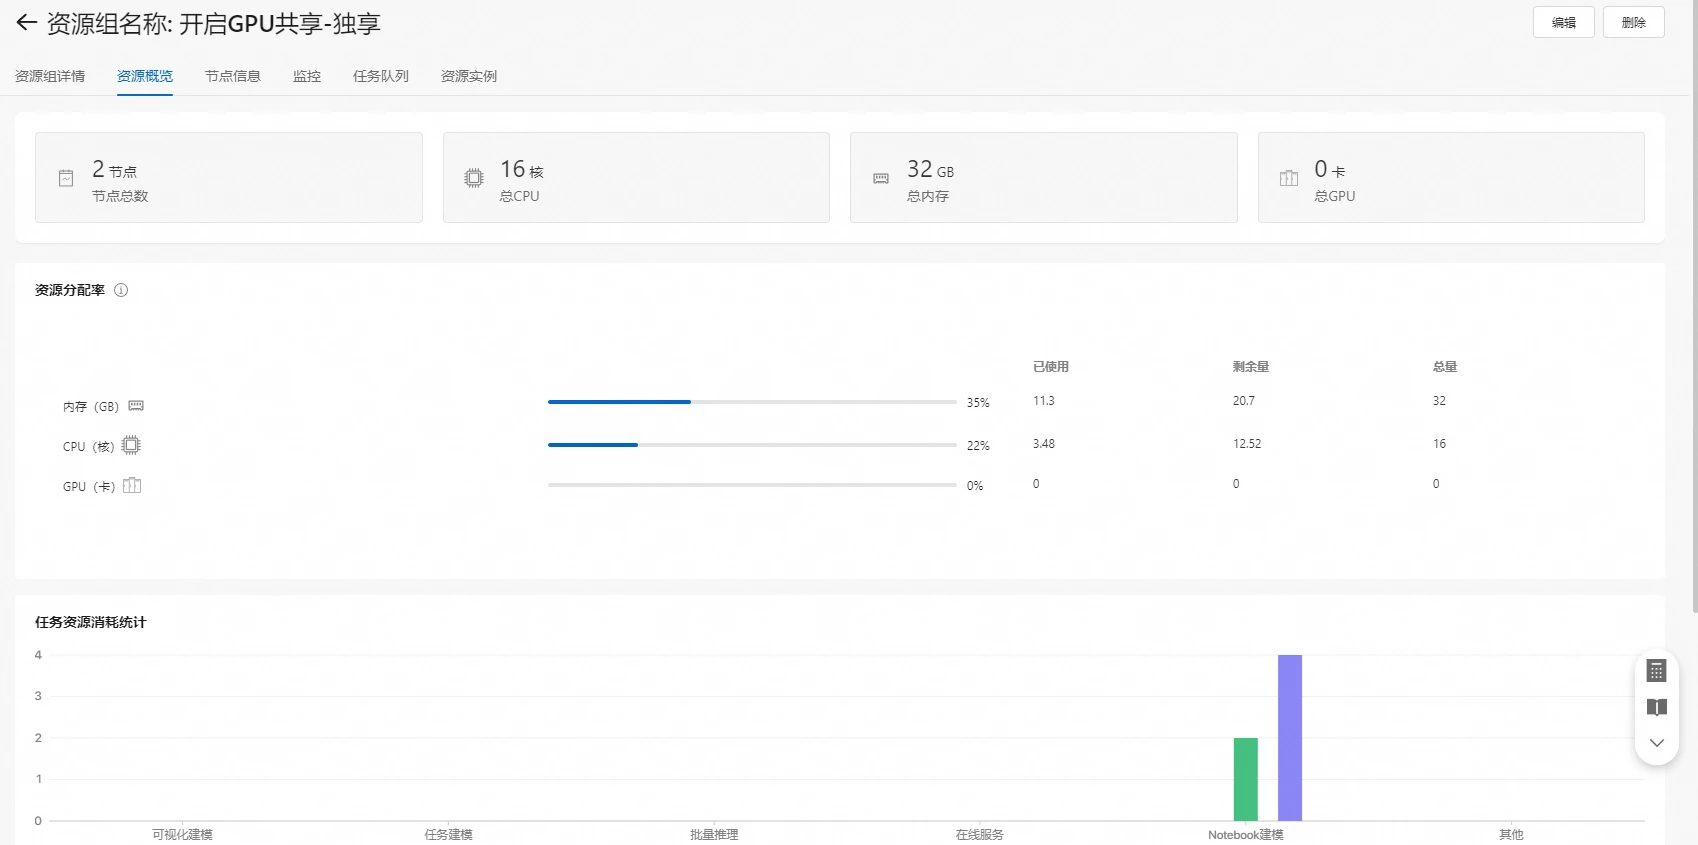 资源组名称: 开启GPU共享-独享
编辑
删除
资源组详情 资源概览 节点信息 监控 任务队列 资源实例
2 节点
节点总数
16 核
总CPU
32 GB
总内存
0 卡
总GPU
资源分配率
已使用 剩余量 总量
内存（GB） 35% 11.3 20.7 32
CPU（核） 22% 3.48 12.52 16
GPU（卡） 0% 0 0 0
任务资源消耗统计
4
3
2
1
0
可视化建模 任务建模 批量推理 在线服务 Notebook建模 其他